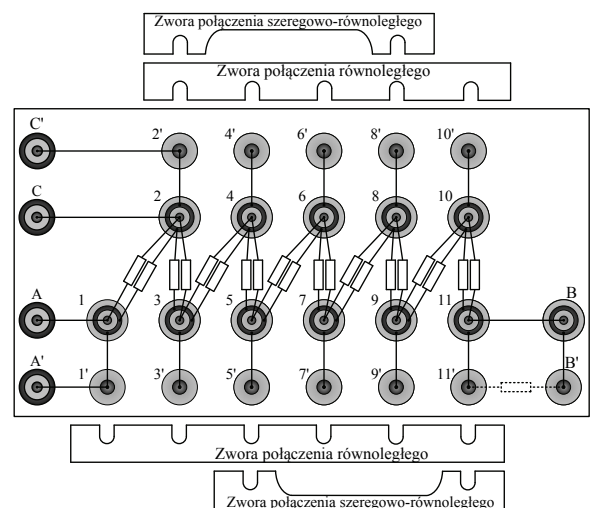 Zwora połączenia szeregowo-równoległego
Zwora połączenia równoległego
C'
2' 4' 6' 8' 10'
C
2 4 6 8 10
A
1 3 5 7 9 11 B
A'
1' 3' 5' 7' 9' 11' B'
Zwora połączenia równoległego
Zwora połączenia szeregowo-równoległego